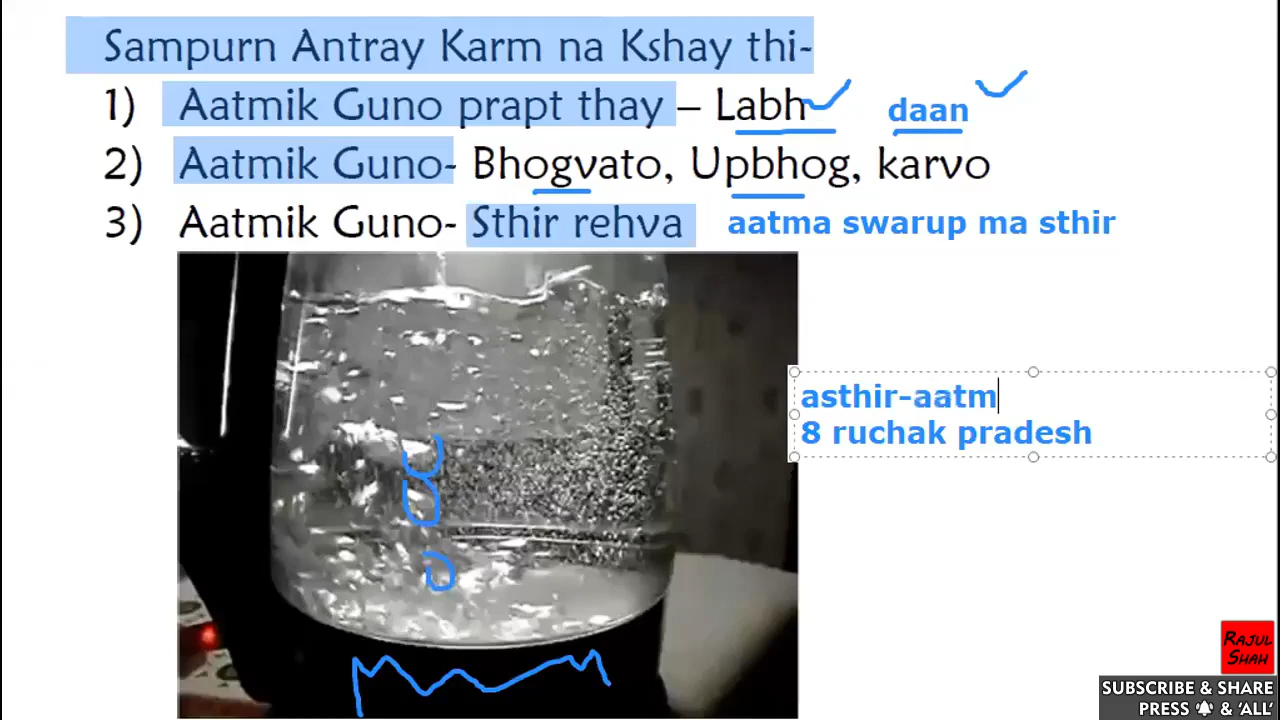 Sampurn Antray Karm na Kshay thi-
1) Aatmik Guno prapt thay – Labh daan
2) Aatmik Guno- Bhogvato, Upbhog, karvo
3) Aatmik Guno- Sthir rehva aatma swarup ma sthir
asthir-aatm
8 ruchak pradesh
RAJUL
SHAH
SUBSCRIBE & SHARE
PRESS & ‘ALL’